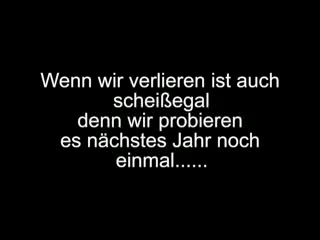 Wenn wir verlieren ist auch
scheißegal
denn wir probieren
es nächstes Jahr noch
einmal......